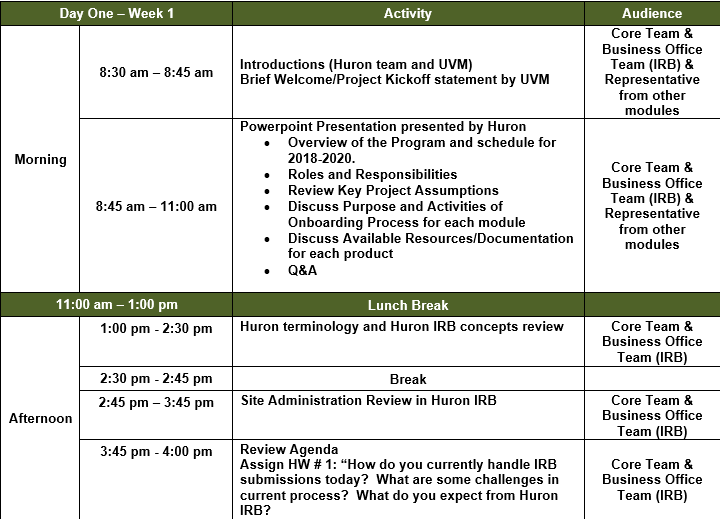 Day One – Week 1
Activity
Audience
Morning
8:30 am – 8:45 am
Introductions (Huron team and UVM)
Brief Welcome/Project Kickoff statement by UVM
Core Team &
Business Office
Team (IRB) &
Representative
from other
modules
8:45 am – 11:00 am
Powerpoint Presentation presented by Huron
• Overview of the Program and schedule for
2018-2020.
• Roles and Responsibilities
• Review Key Project Assumptions
• Discuss Purpose and Activities of
Onboarding Process for each module
• Discuss Available Resources/Documentation
for each product
• Q&A
Core Team &
Business Office
Team (IRB) &
Representative
from other
modules
11:00 am – 1:00 pm
Lunch Break
Afternoon
1:00 pm - 2:30 pm
Huron terminology and Huron IRB concepts review
Core Team &
Business Office
Team (IRB)
2:30 pm - 2:45 pm
Break
2:45 pm – 3:45 pm
Site Administration Review in Huron IRB
Core Team &
Business Office
Team (IRB)
3:45 pm - 4:00 pm
Review Agenda
Assign HW # 1: “How do you currently handle IRB
submissions today?  What are some challenges in
current process?  What do you expect from Huron
IRB?
Core Team &
Business Office
Team (IRB)